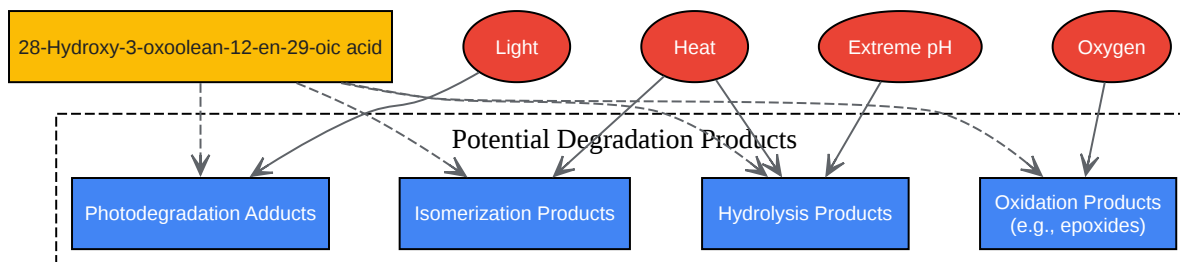 28-Hydroxy-3-oxoolean-12-en-29-oic acid
Light
Heat
Extreme pH
Oxygen
Potential Degradation Products
Photodegradation Adducts
Isomerization Products
Hydrolysis Products
Oxidation Products
(e.g., epoxides)